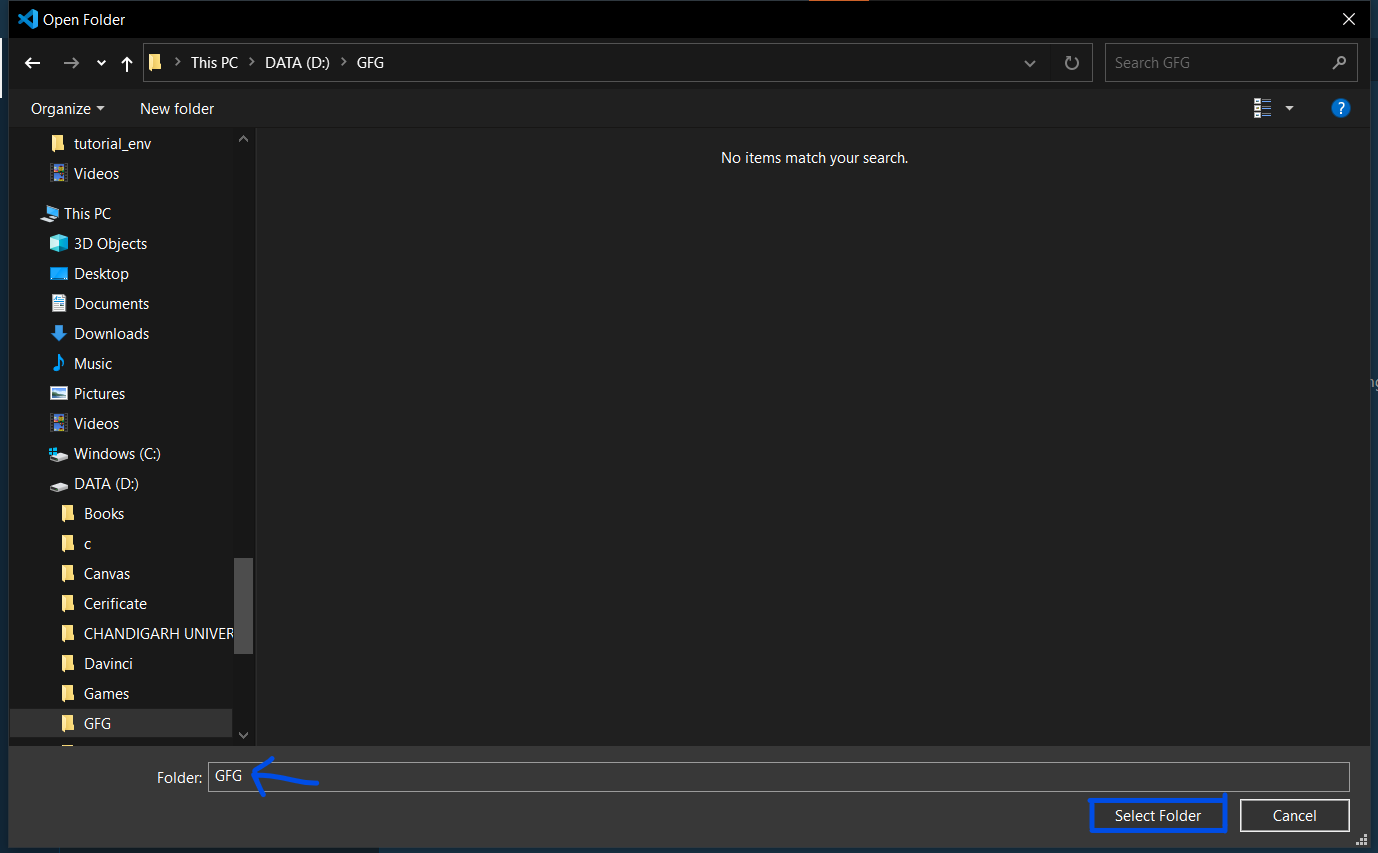 Open Folder
This PC DATA (D:) GFG
Search GFG
Organize New folder
?
tutorial_env
Videos
This PC
3D Objects
Desktop
Documents
Downloads
Music
Pictures
Videos
Windows (C:)
DATA (D:)
Books
c
Canvas
Cerificate
CHANDIGARH UNIVER
Davinci
Games
GFG
No items match your search.
Folder: GFG
Select Folder Cancel